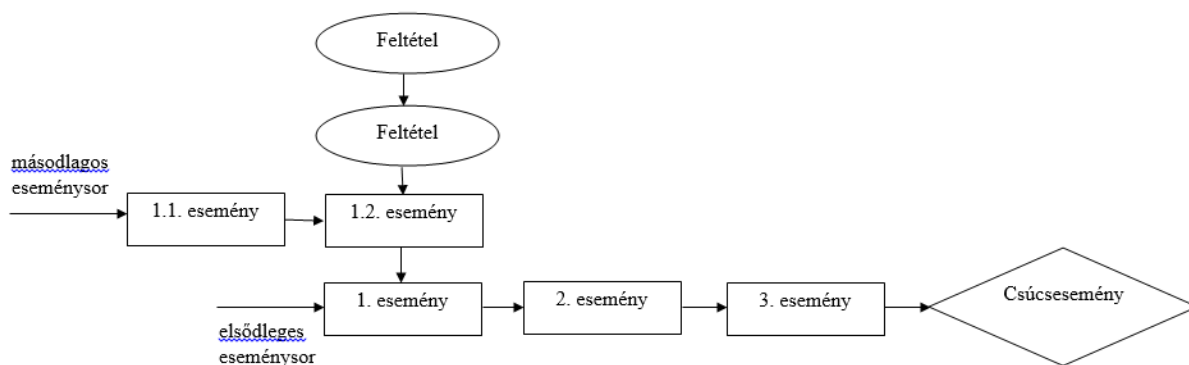 Feltétel
Feltétel
másodlagos
eseménysor
1.1. esemény
1.2. esemény
1. esemény
2. esemény
3. esemény
Csúcsesemény
elsődleges
eseménysor